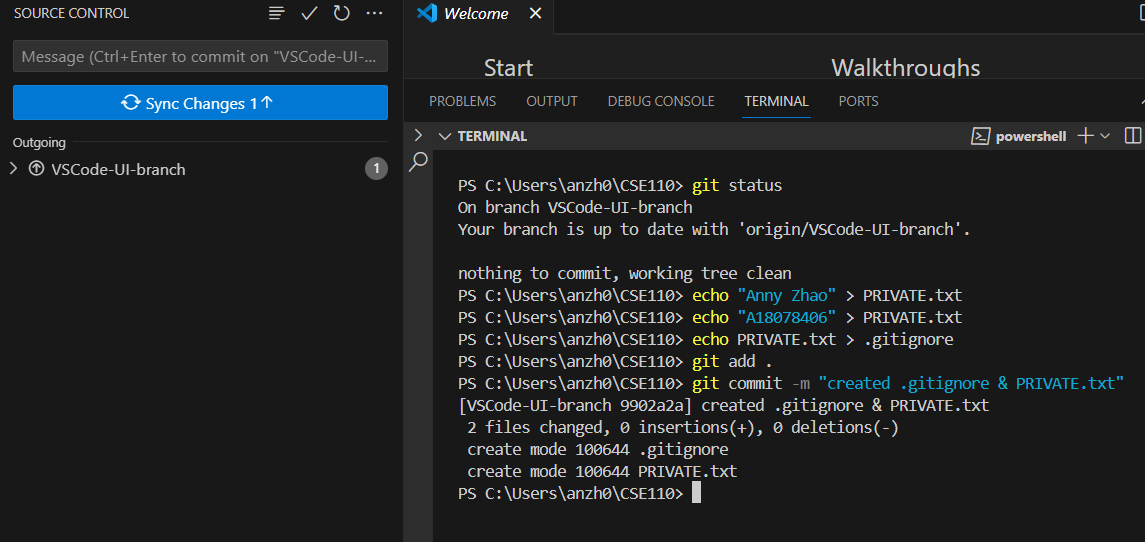 SOURCE CONTROL
Message (Ctrl+Enter to commit on "VSCode-UI-...
Sync Changes 1↑
Outgoing
VSCode-UI-branch
1
Welcome
Start
Walkthroughs
PROBLEMS OUTPUT DEBUG CONSOLE TERMINAL PORTS
TERMINAL
powershell
PS C:\Users\anzh0\CSE110> git status
On branch VSCode-UI-branch
Your branch is up to date with 'origin/VSCode-UI-branch'.
nothing to commit, working tree clean
PS C:\Users\anzh0\CSE110> echo "Anny Zhao" > PRIVATE.txt
PS C:\Users\anzh0\CSE110> echo "A18078406" > PRIVATE.txt
PS C:\Users\anzh0\CSE110> echo PRIVATE.txt > .gitignore
PS C:\Users\anzh0\CSE110> git add .
PS C:\Users\anzh0\CSE110> git commit -m "created .gitignore & PRIVATE.txt"
[VSCode-UI-branch 9902a2a] created .gitignore & PRIVATE.txt
2 files changed, 0 insertions(+), 0 deletions(-)
create mode 100644 .gitignore
create mode 100644 PRIVATE.txt
PS C:\Users\anzh0\CSE110>